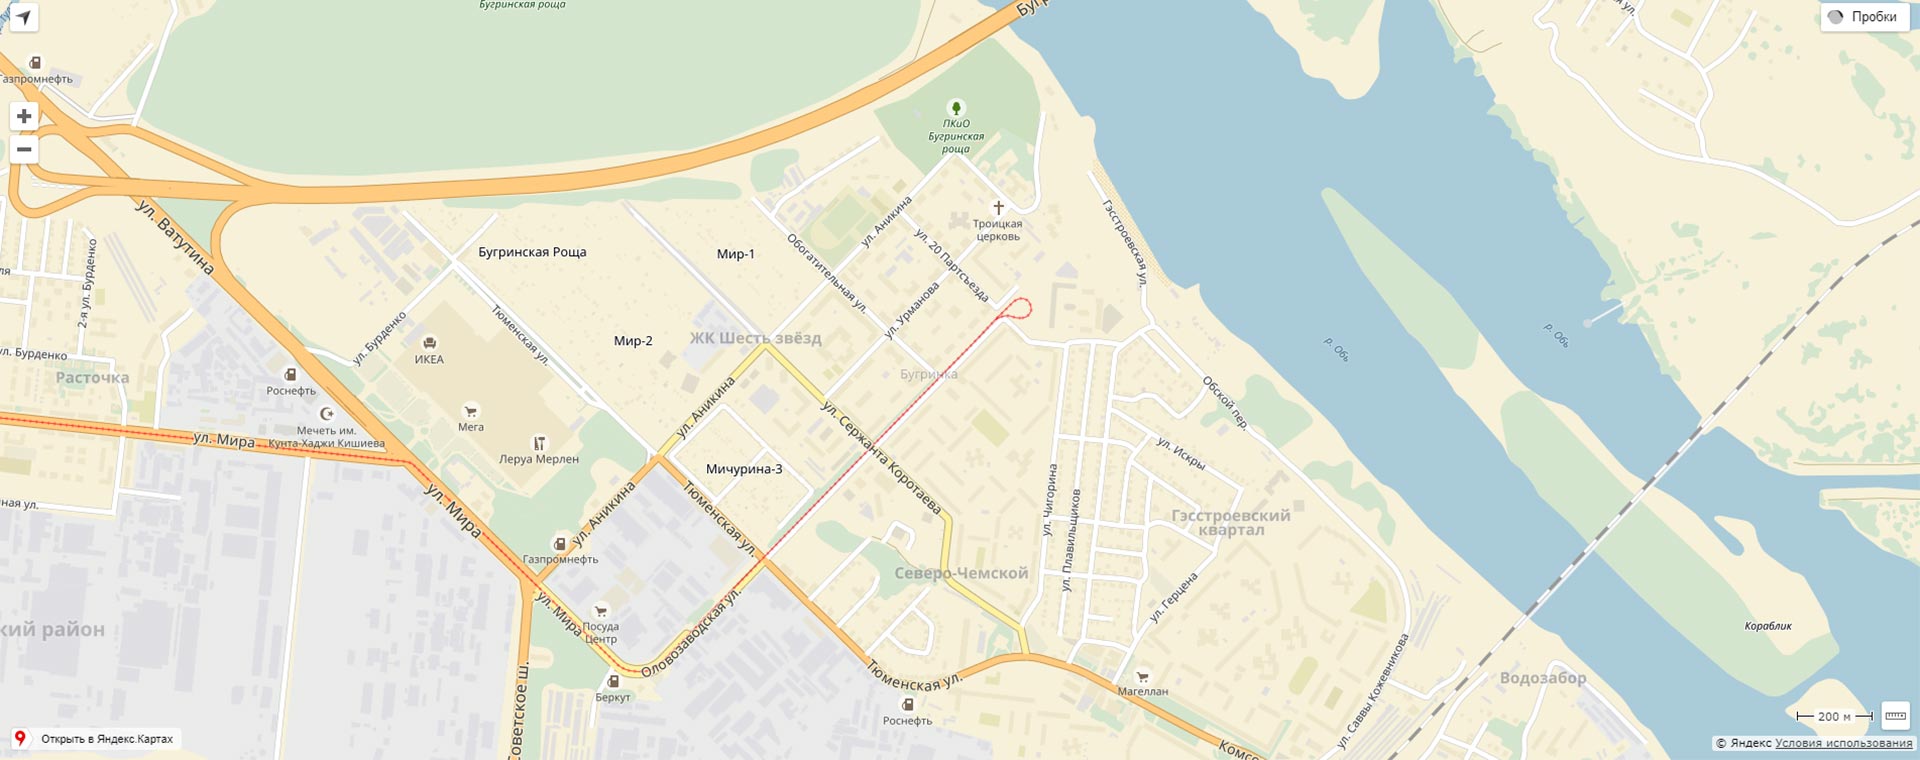 Бугринская роща
Пробки
Газпромнефть
ПКиО
Бугринская
роща
ул. Ватутина
2-я ул. Бурденко
ул. Бурденко
Расточка
Роснефть
Мечеть им.
Кунта-Хаджи Кишиева
ул. Мира
Бугринская Роща
Мир-1
Мир-2
ул. Бурденко
ИКЕА
Мега
Леруа Мерлен
Тюменская ул.
ЖК Шесть звёзд
Обогатительная ул.
ул. Аникина
ул. 20 Партсъезда
ул. Урманова
Троицкая
церковь
Гэсстроевская ул.
Бугринка
ул. Аникина
ул. Сержанта Коротаева
Мичурина-3
Обской пер.
ул. Искры
ул. Чигорина
ул. Плавильщиков
Гэсстроевский
квартал
р. Обь
р. Обь
ул. Мира
ул. Аникина
Газпромнефть
Тюменская ул.
Северо-Чемской
ул. Герцена
ул. Мира
Посуда
Центр
Оловозаводская ул.
Беркут
Советское ш.
кий район
Тюменская ул.
Роснефть
Магеллан
ул. Саввы Кожевникова
Водозабор
Кораблик
200 м
Открыть в Яндекс.Картах
© Яндекс Условия использования